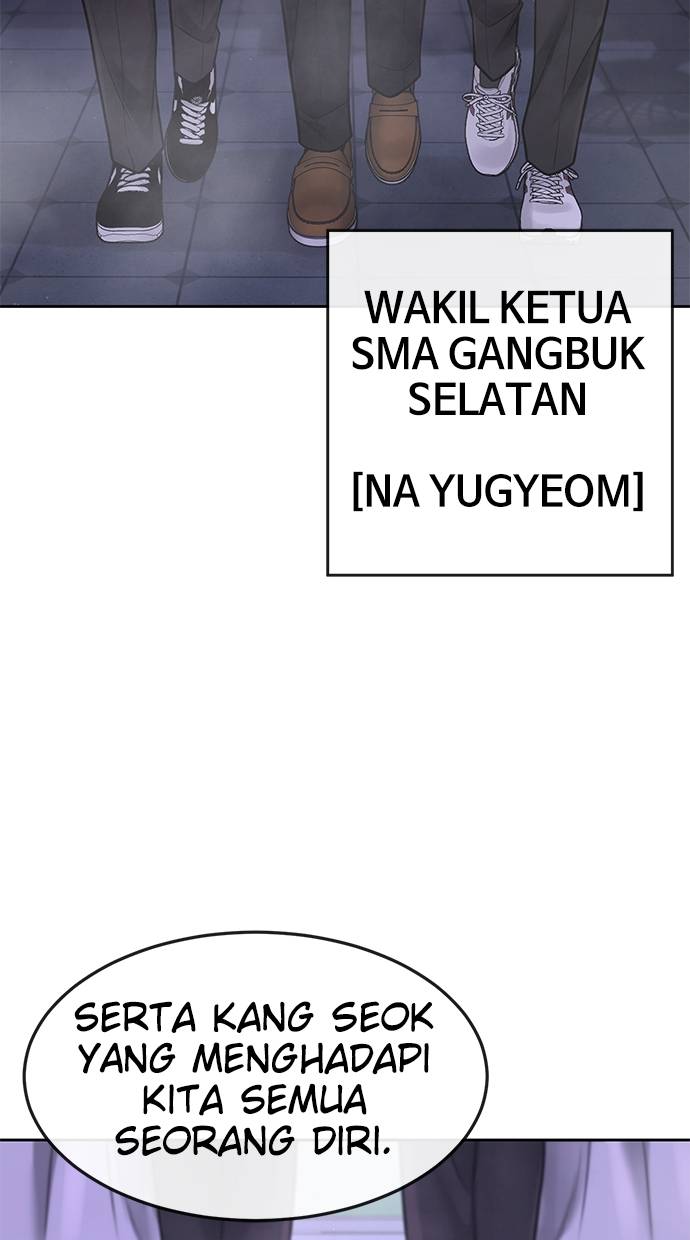 WAKIL KETUA
SMA GANGBUK
SELATAN
[NA YUGYEOM]
SERTA KANG SEOK
YANG MENGHADAPI
KITA SEMUA
SEORANG DIRI.